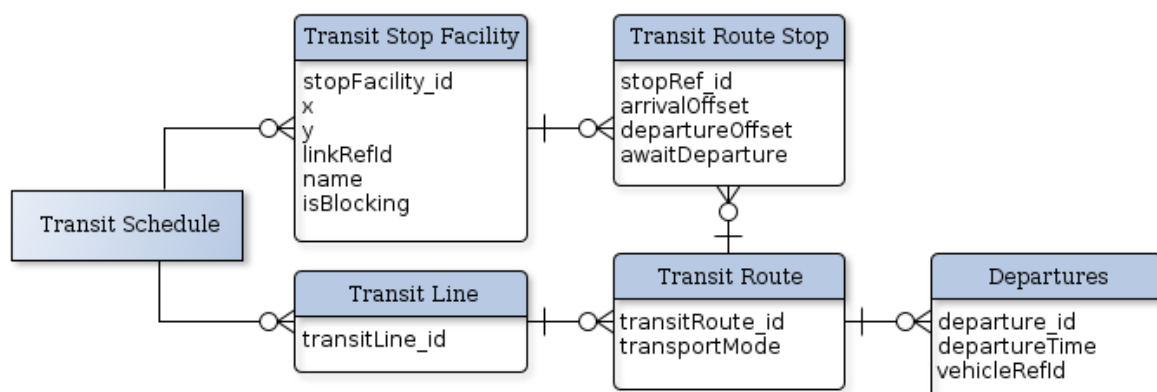 Transit Stop Facility
stopFacility_id
x
y
linkRefId
name
isBlocking
Transit Route Stop
stopRef_id
arrivalOffset
departureOffset
awaitDeparture
Transit Schedule
Transit Line
transitLine_id
Transit Route
transitRoute_id
transportMode
Departures
departure_id
departureTime
vehicleRefId